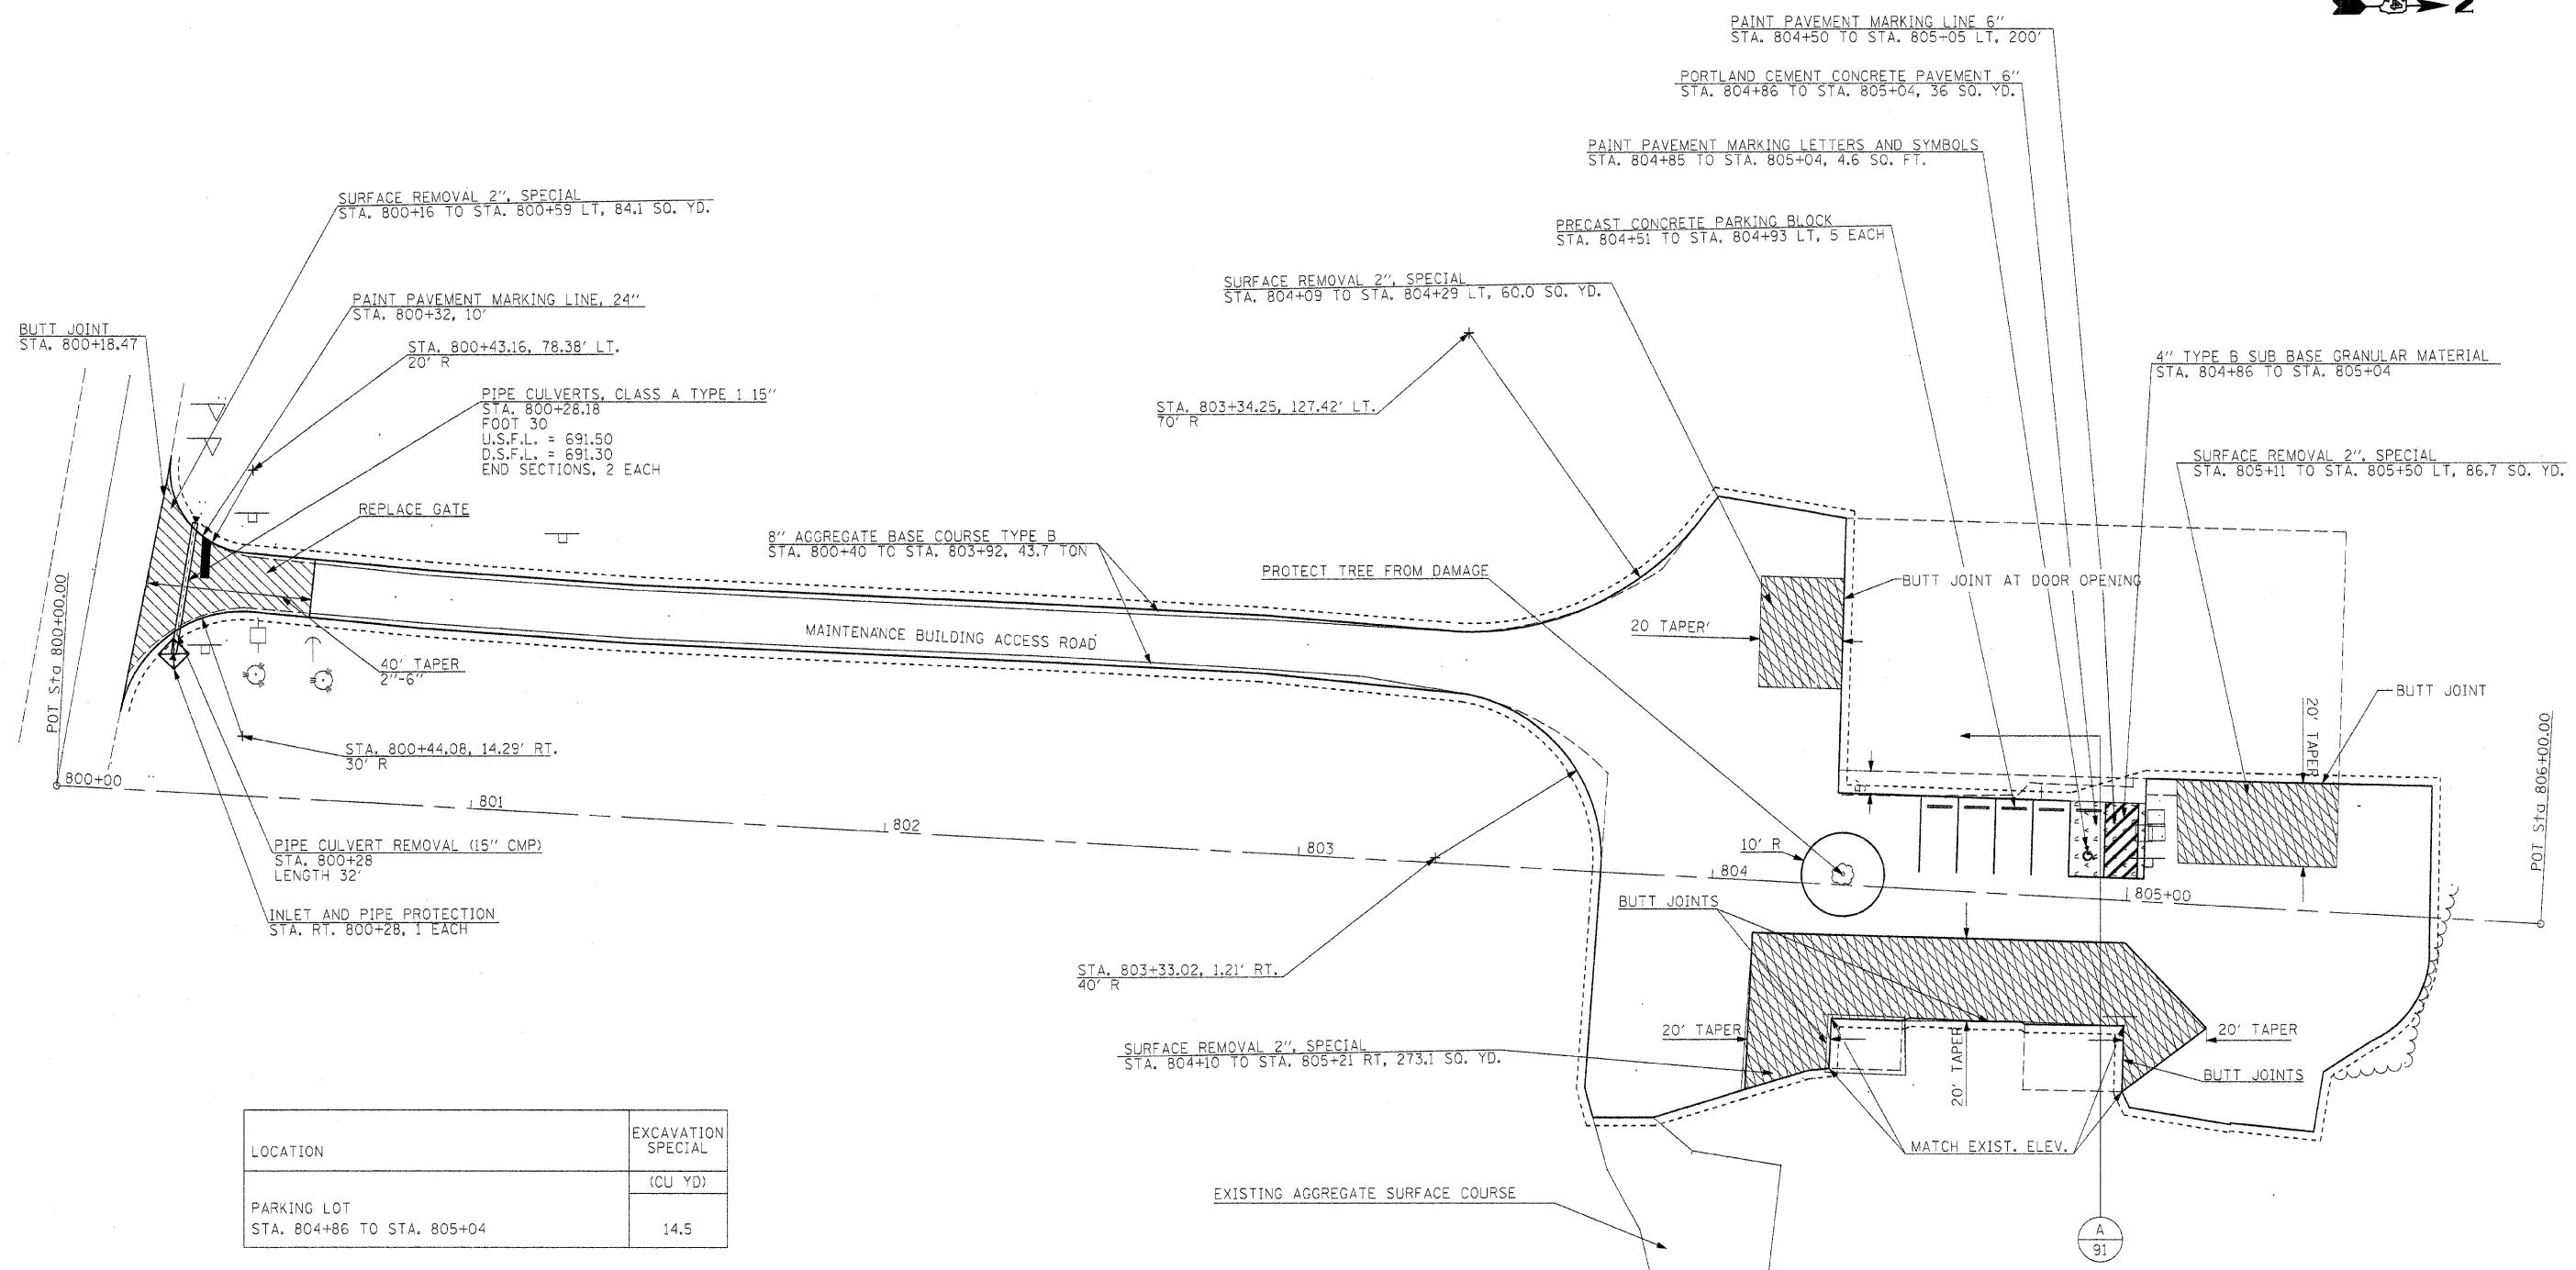 N
PAINT PAVEMENT MARKING LINE 6"
STA. 804+50 TO STA. 805+05 LT, 200'
PORTLAND CEMENT CONCRETE PAVEMENT 6"
STA. 804+86 TO STA. 805+04, 36 SQ. YD.
PAINT PAVEMENT MARKING LETTERS AND SYMBOLS
STA. 804+85 TO STA. 805+04, 4.6 SQ. FT.
PRECAST CONCRETE PARKING BLOCK
STA. 804+51 TO STA. 804+93 LT, 5 EACH
SURFACE REMOVAL 2", SPECIAL
STA. 800+16 TO STA. 800+59 LT, 84.1 SQ. YD.
SURFACE REMOVAL 2", SPECIAL
STA. 804+09 TO STA. 804+29 LT, 60.0 SQ. YD.
PAINT PAVEMENT MARKING LINE, 24"
STA. 800+32, 10'
BUTT JOINT
STA. 800+18.47
STA. 800+43.16, 78.38' LT.
20' R
4" TYPE B SUB BASE GRANULAR MATERIAL
STA. 804+86 TO STA. 805+04
PIPE CULVERTS, CLASS A TYPE 1 15"
STA. 800+28.18
FOOT 30
U.S.F.L. = 691.50
D.S.F.L. = 691.30
END SECTIONS, 2 EACH
STA. 803+34.25, 127.42' LT.
70' R
SURFACE REMOVAL 2", SPECIAL
STA. 805+11 TO STA. 805+50 LT, 86.7 SQ. YD.
REPLACE GATE
8" AGGREGATE BASE COURSE TYPE B
STA. 800+40 TO STA. 803+92, 43.7 TON
PROTECT TREE FROM DAMAGE
BUTT JOINT AT DOOR OPENING
20 TAPER'
MAINTENANCE BUILDING ACCESS ROAD
40' TAPER
2"-6"
POT Sta 800+00.00
BUTT JOINT
20' TAPER
POT Sta 806+00.00
STA. 800+44.08, 14.29' RT.
30' R
800+00
801
802
803
804
805+00
5'
10' R
PIPE CULVERT REMOVAL (15" CMP)
STA. 800+28
LENGTH 32'
INLET AND PIPE PROTECTION
STA. RT. 800+28, 1 EACH
BUTT JOINTS
STA. 803+33.02, 1.21' RT.
40' R
20' TAPER
20' TAPER
20' TAPER
SURFACE REMOVAL 2", SPECIAL
STA. 804+10 TO STA. 805+21 RT, 273.1 SQ. YD.
BUTT JOINTS
MATCH EXIST. ELEV.
EXISTING AGGREGATE SURFACE COURSE
A
91
LOCATION
EXCAVATION
SPECIAL
(CU YD)
PARKING LOT
STA. 804+86 TO STA. 805+04
14.5